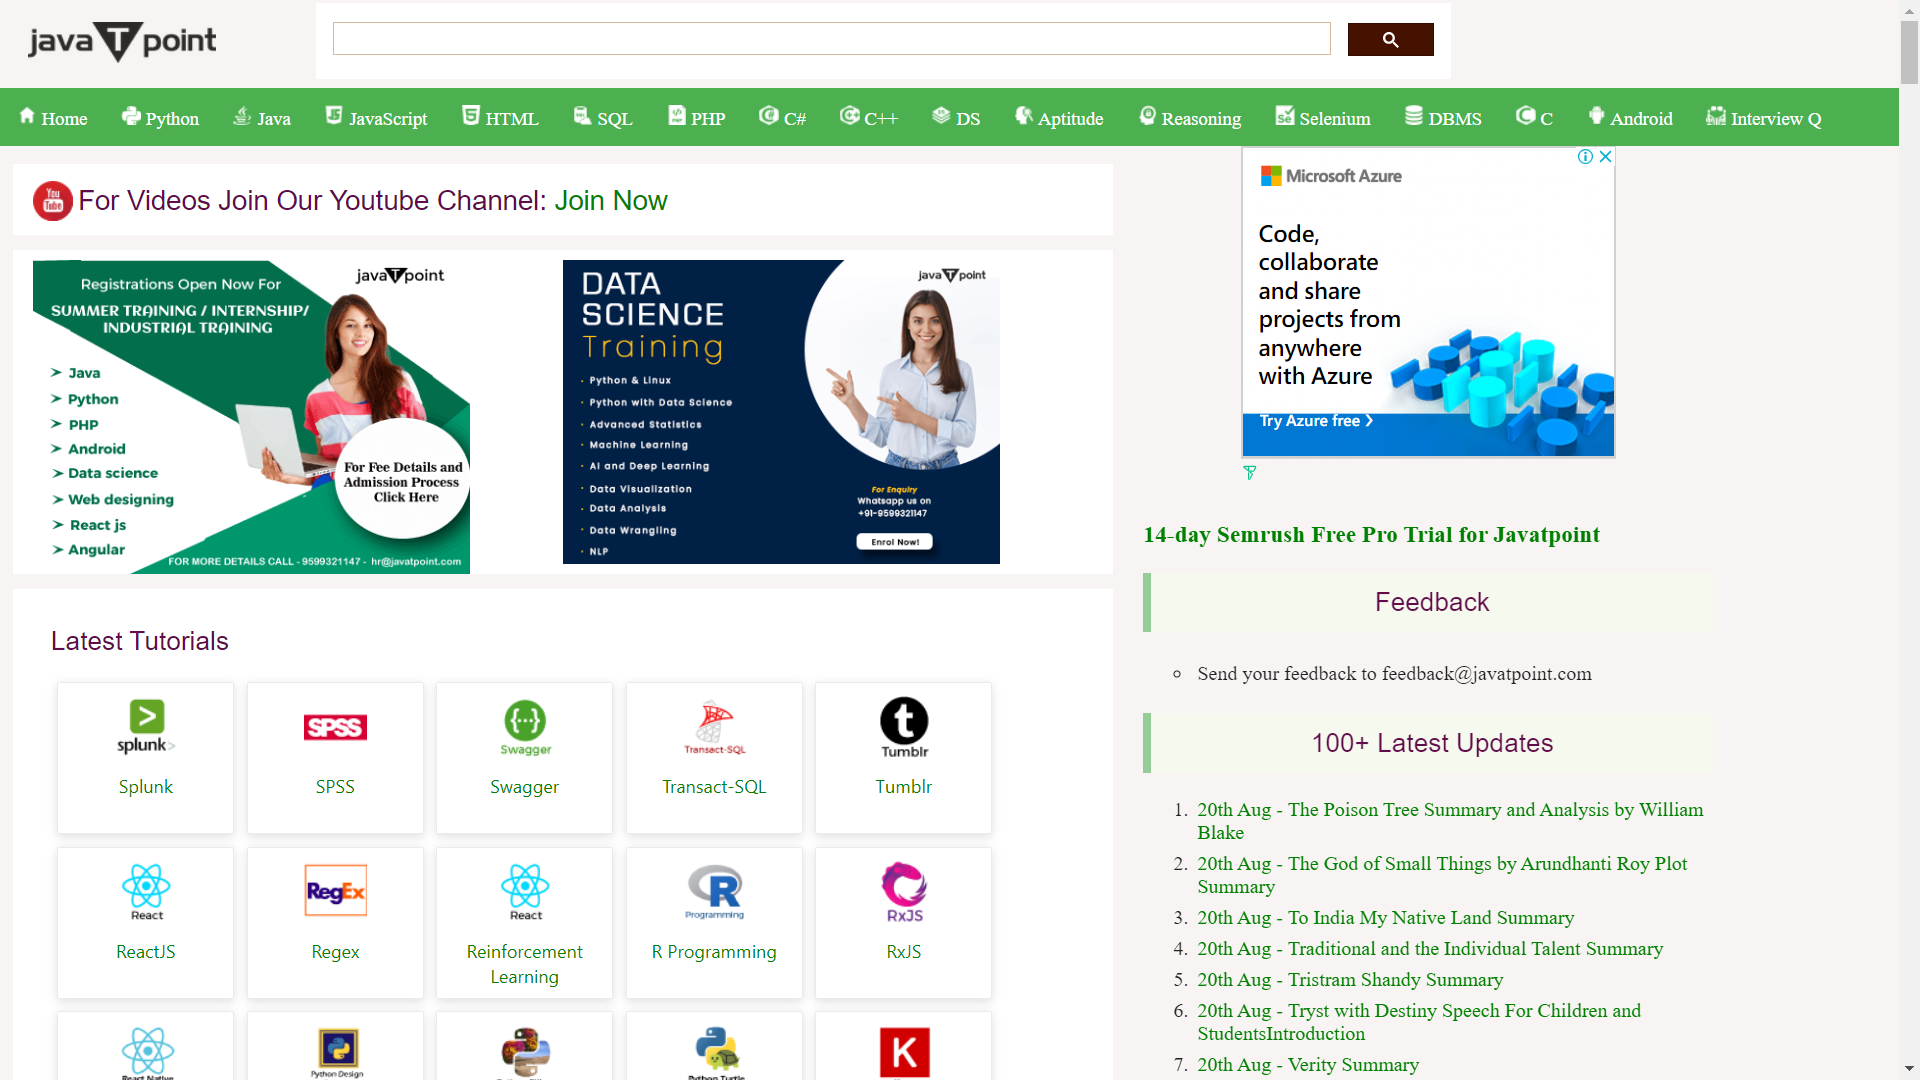 javaTpoint
Home
Python
Java
JavaScript
HTML
SQL
PHP
C#
C++
DS
Aptitude
Reasoning
Selenium
DBMS
C
Android
Interview Q
You
Tube
For Videos Join Our Youtube Channel: Join Now
javaTpoint
Registrations Open Now For
SUMMER TRAINING / INTERNSHIP/
INDUSTRIAL TRAINING
➤ Java
➤ Python
➤ PHP
➤ Android
➤ Data science
➤ Web designing
➤ React js
➤ Angular
For Fee Details and
Admission Process
Click Here
FOR MORE DETAILS CALL - 9599321147 - hr@javatpoint.com
javaTpoint
DATA
SCIENCE
Training
· Python & Linux
· Python with Data Science
· Advanced Statistics
· Machine Learning
· AI and Deep Learning
· Data Visualization
· Data Analysis
· Data Wrangling
· NLP
For Enquiry
Whatsapp us on
+91-9599321147
Enrol Now!
Latest Tutorials
splunk>
Splunk
SPSS
SPSS
Swagger
Swagger
Transact-SQL
Transact-SQL
Tumblr
Tumblr
React
ReactJS
RegEx
Regex
React
Reinforcement
Learning
R
Programming
R Programming
RxJS
RxJS
React Native
Python Design
Python Turtle
K
Microsoft Azure
Code,
collaborate
and share
projects from
anywhere
with Azure
Try Azure free >
14-day Semrush Free Pro Trial for Javatpoint
Feedback
Send your feedback to feedback@javatpoint.com
100+ Latest Updates
1. 20th Aug - The Poison Tree Summary and Analysis by William
Blake
2. 20th Aug - The God of Small Things by Arundhanti Roy Plot
Summary
3. 20th Aug - To India My Native Land Summary
4. 20th Aug - Traditional and the Individual Talent Summary
5. 20th Aug - Tristram Shandy Summary
6. 20th Aug - Tryst with Destiny Speech For Children and
StudentsIntroduction
7. 20th Aug - Verity Summary